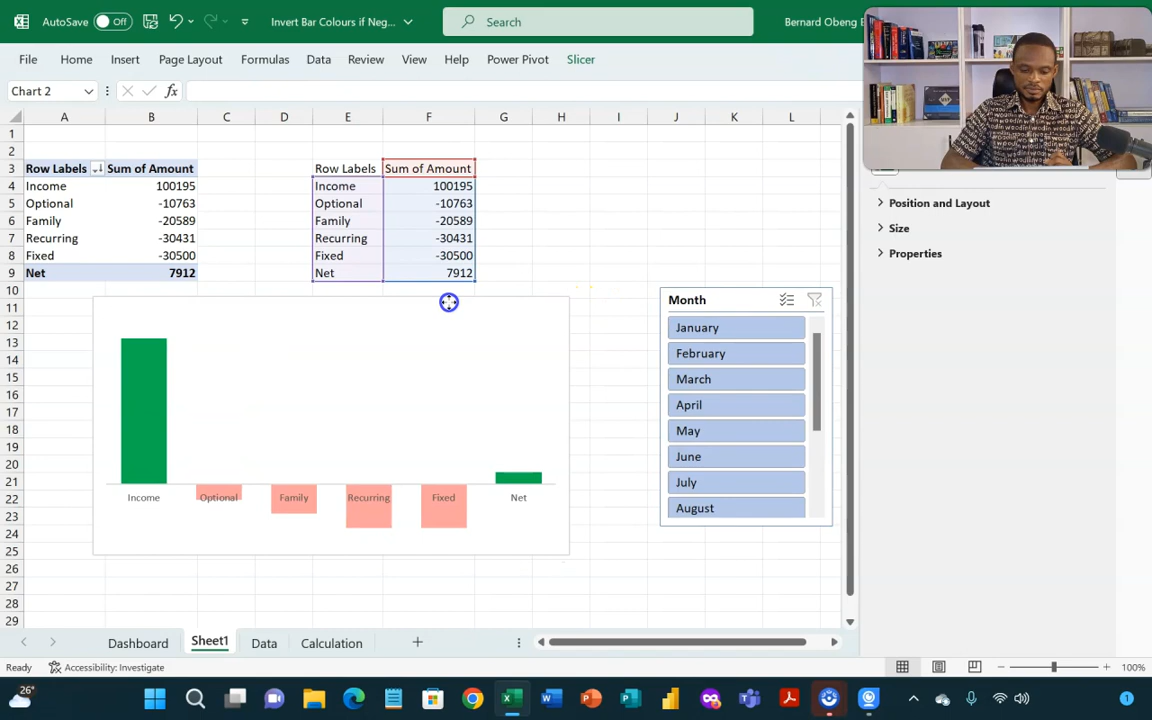 AutoSave Off Invert Bar Colours if Neg... Search Bernard Obeng
File Home Insert Page Layout Formulas Data Review View Help Power Pivot Slicer
Chart 2 fx
A B C D E F G H I J K L
1
2
3 Row Labels Sum of Amount Row Labels Sum of Amount
4 Income 100195 Income 100195
5 Optional -10763 Optional -10763
6 Family -20589 Family -20589
7 Recurring -30431 Recurring -30431
8 Fixed -30500 Fixed -30500
9 Net 7912 Net 7912
10
11
12
13
14
15
16
17
18
19
20
21
22
23
24
25
26
27
28
29
Income Optional Family Recurring Fixed Net
Month
January
February
March
April
May
June
July
August
Position and Layout
Size
Properties
Dashboard Sheet1 Data Calculation
Ready Accessibility: Investigate 100%
26° 1